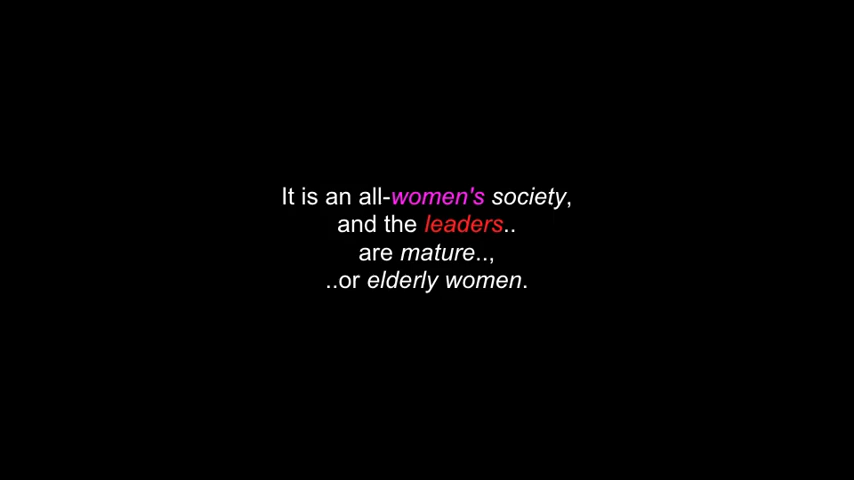 It is an all-women's society,
and the leaders..
are mature..,
..or elderly women.